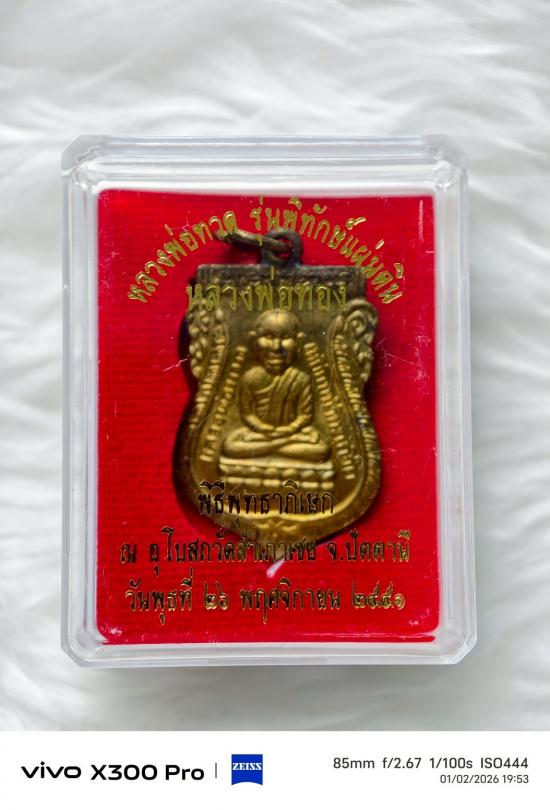 หลวงพ่อทวด รุ่นพิทักษ์แผ่นดิน
หลวงพ่อทอง
พิธีพุทธาภิเษก
ณ อุโบสถวัดสำเภาเชย จ.ปัตตานี
วันพุธที่ ๒๖ พฤศจิกายน ๒๕๕๑
vivo X300 Pro
ZEISS
85mm f/2.67 1/100s ISO444
01/02/2026 19:53